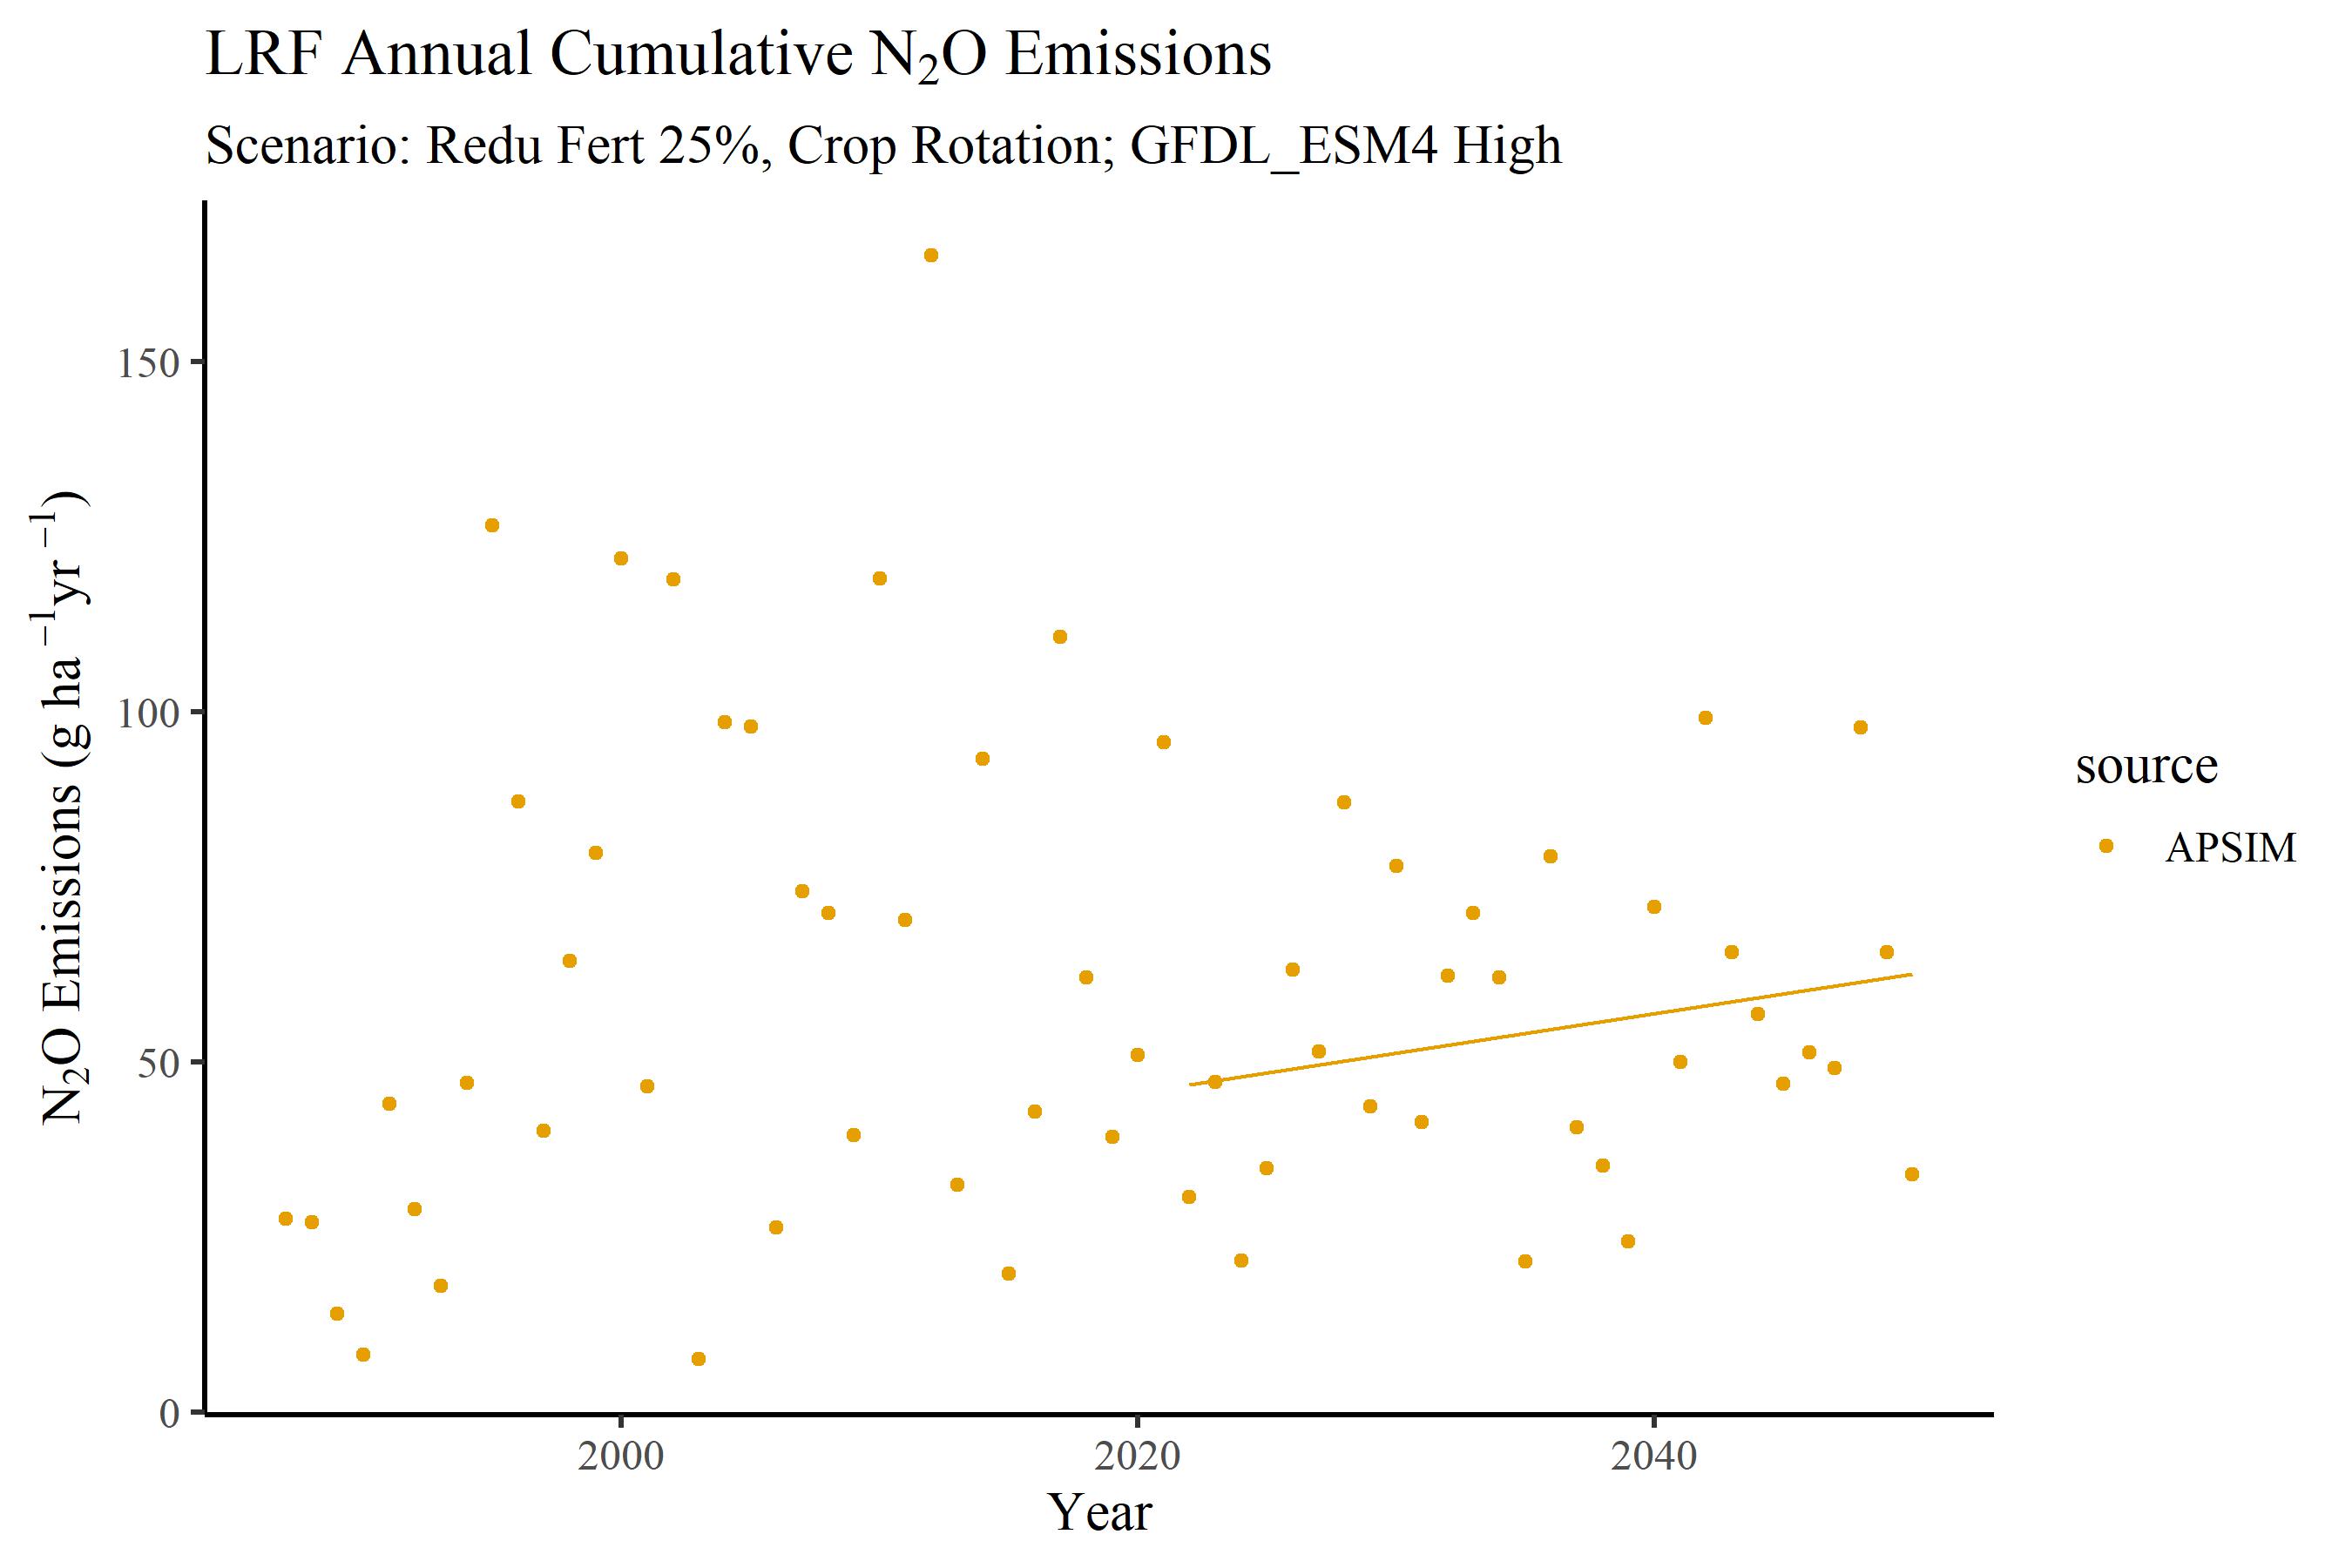 LRF Annual Cumulative N₂O Emissions
Scenario: Redu Fert 25%, Crop Rotation; GFDL_ESM4 High
N₂O Emissions (g ha ⁻¹yr ⁻¹)
150
100
50
0
2000 2020 2040
Year
source
APSIM